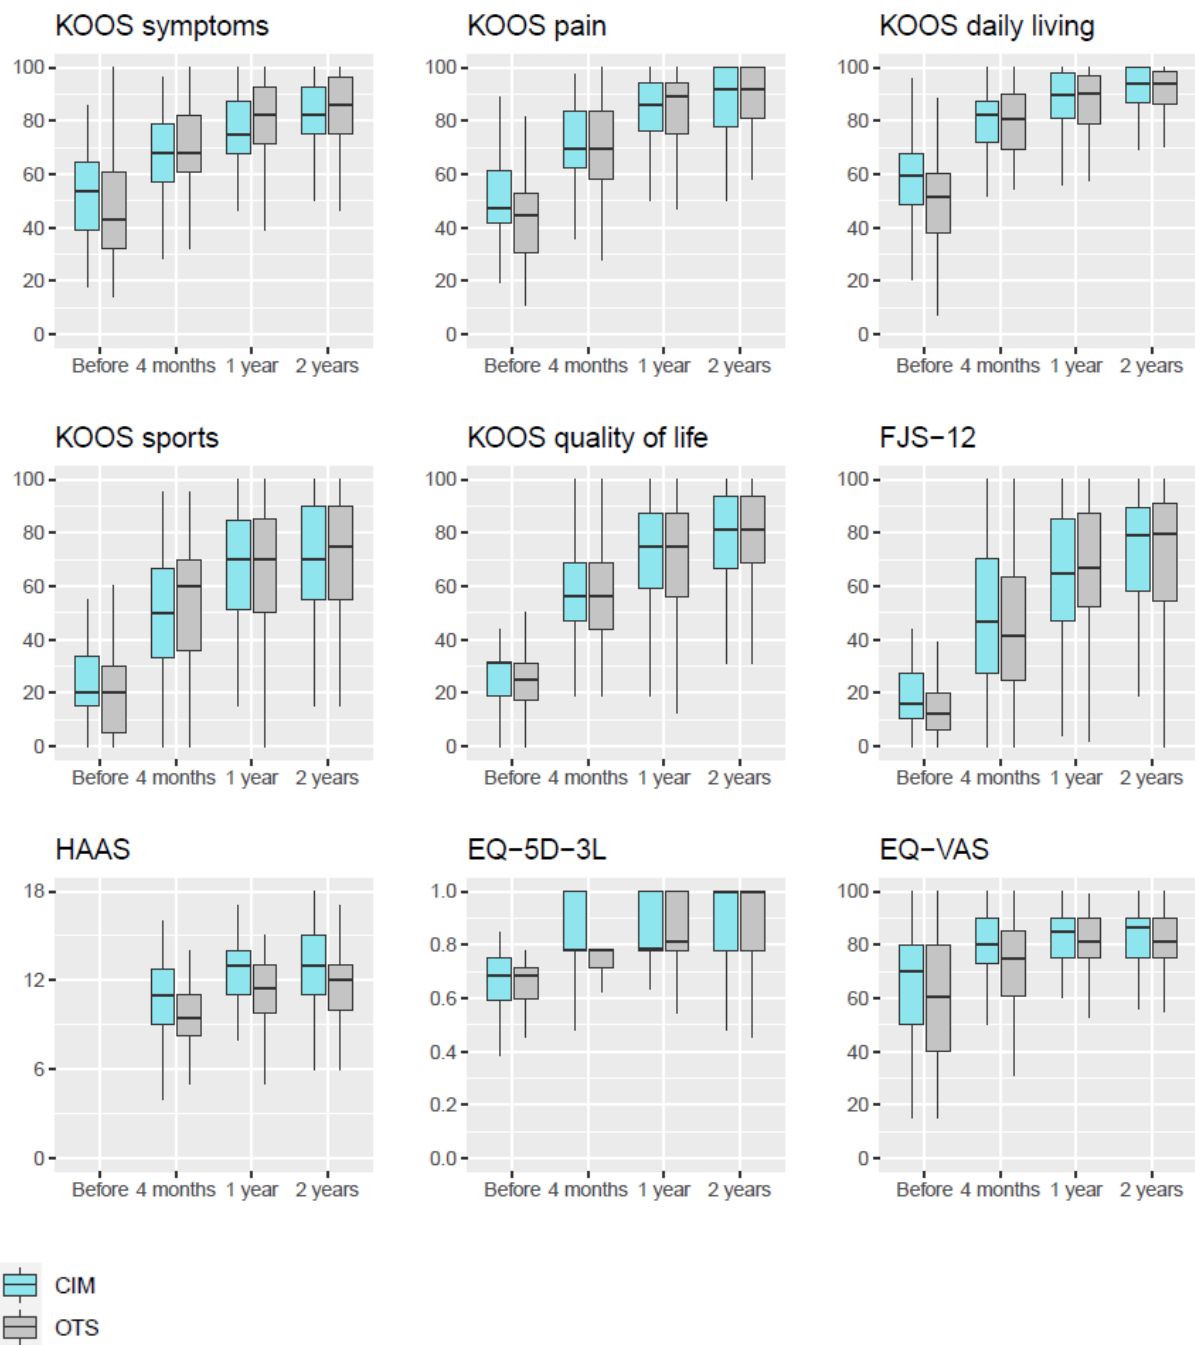 KOOS symptoms
100
80
60
40
20
0
Before 4 months 1 year 2 years
KOOS pain
100
80
60
40
20
0
Before 4 months 1 year 2 years
KOOS daily living
100
80
60
40
20
0
Before 4 months 1 year 2 years
KOOS sports
100
80
60
40
20
0
Before 4 months 1 year 2 years
KOOS quality of life
100
80
60
40
20
0
Before 4 months 1 year 2 years
FJS−12
100
80
60
40
20
0
Before 4 months 1 year 2 years
HAAS
18
12
6
0
Before 4 months 1 year 2 years
EQ−5D−3L
1.0
0.8
0.6
0.4
0.2
0.0
Before 4 months 1 year 2 years
EQ−VAS
100
80
60
40
20
0
Before 4 months 1 year 2 years
CIM
OTS